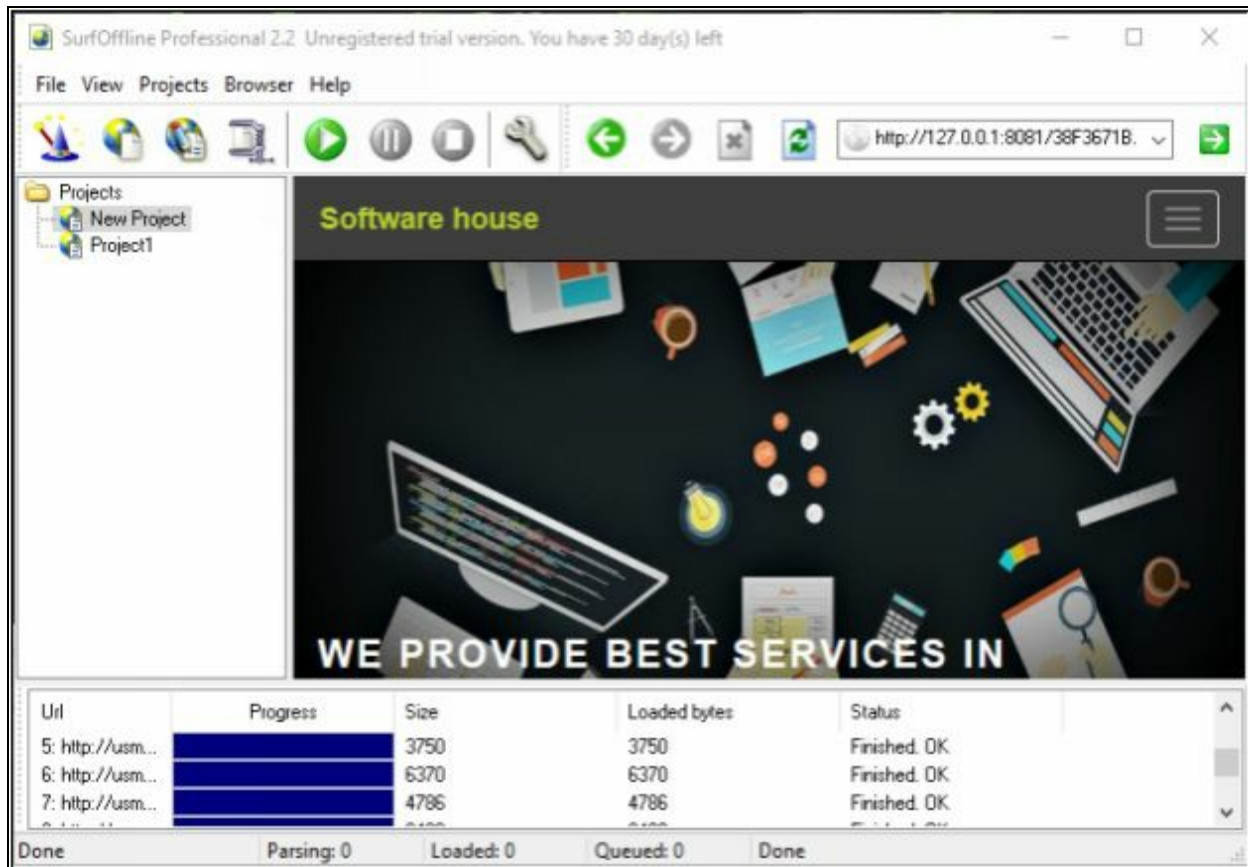 SurfOffline Professional 2.2 Unregistered trial version. You have 30 day(s) left
File View Projects Browser Help
http://127.0.0.1:8081/38F3671B.
Projects
New Project
Project1
Software house
WE PROVIDE BEST SERVICES IN
Url Progress Size Loaded bytes Status
5: http://usm... 3750 3750 Finished. OK
6: http://usm... 6370 6370 Finished. OK
7: http://usm... 4786 4786 Finished. OK
Done Parsing: 0 Loaded: 0 Queued: 0 Done